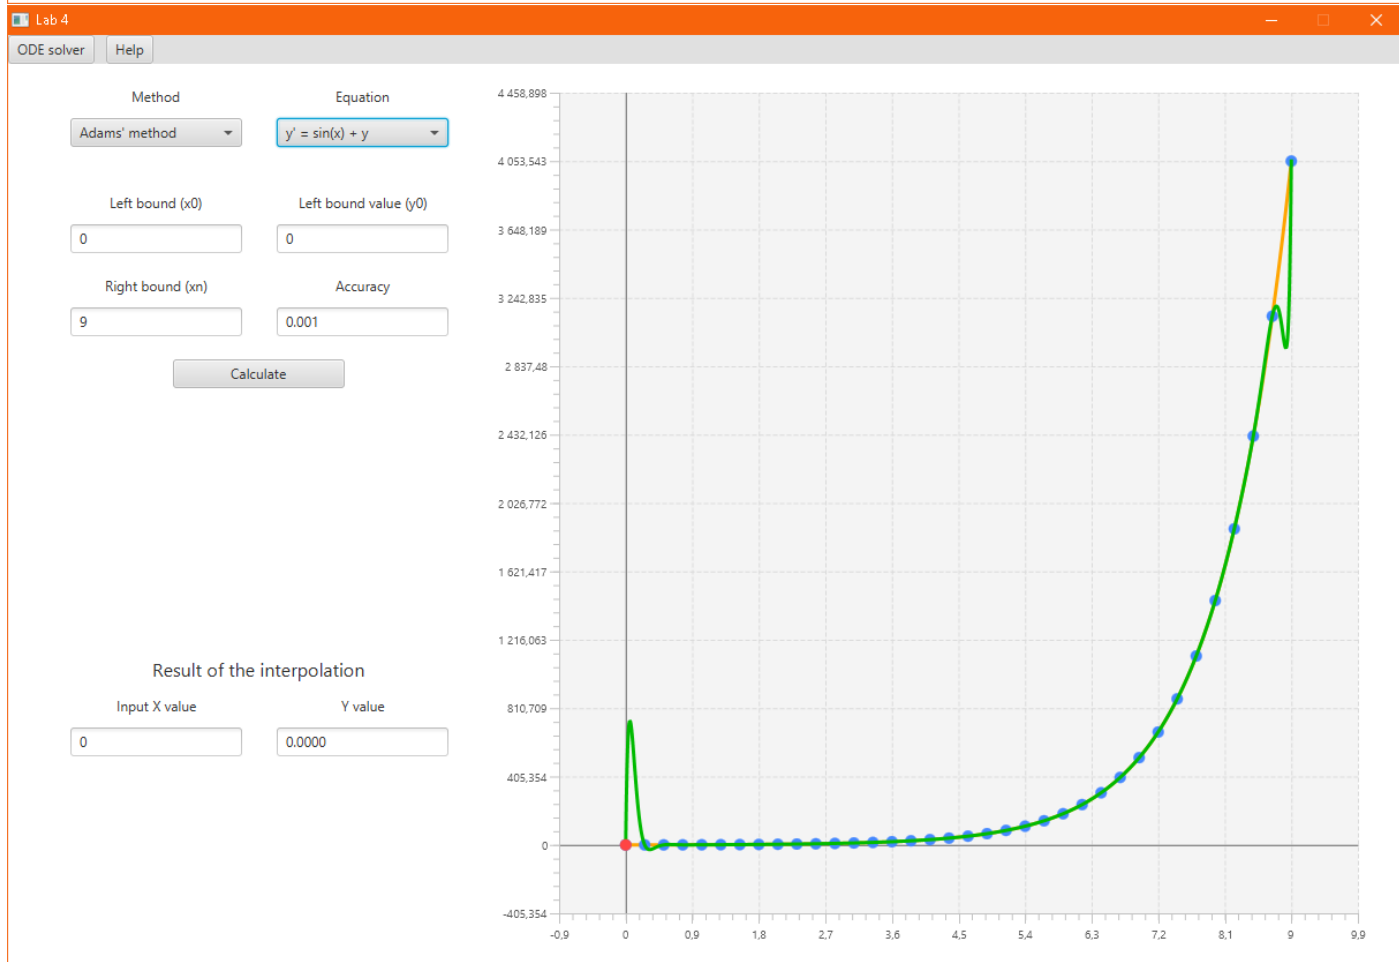 Lab 4
ODE solver Help
Method Equation
Adams' method y' = sin(x) + y
Left bound (x0) Left bound value (y0)
0 0
Right bound (xn) Accuracy
9 0.001
Calculate
Result of the interpolation
Input X value Y value
0 0.0000
4 458,898
4 053,543
3 648,189
3 242,835
2 837,48
2 432,126
2 026,772
1 621,417
1 216,063
810,709
405,354
0
-405,354
-0,9 0 0,9 1,8 2,7 3,6 4,5 5,4 6,3 7,2 8,1 9 9,9